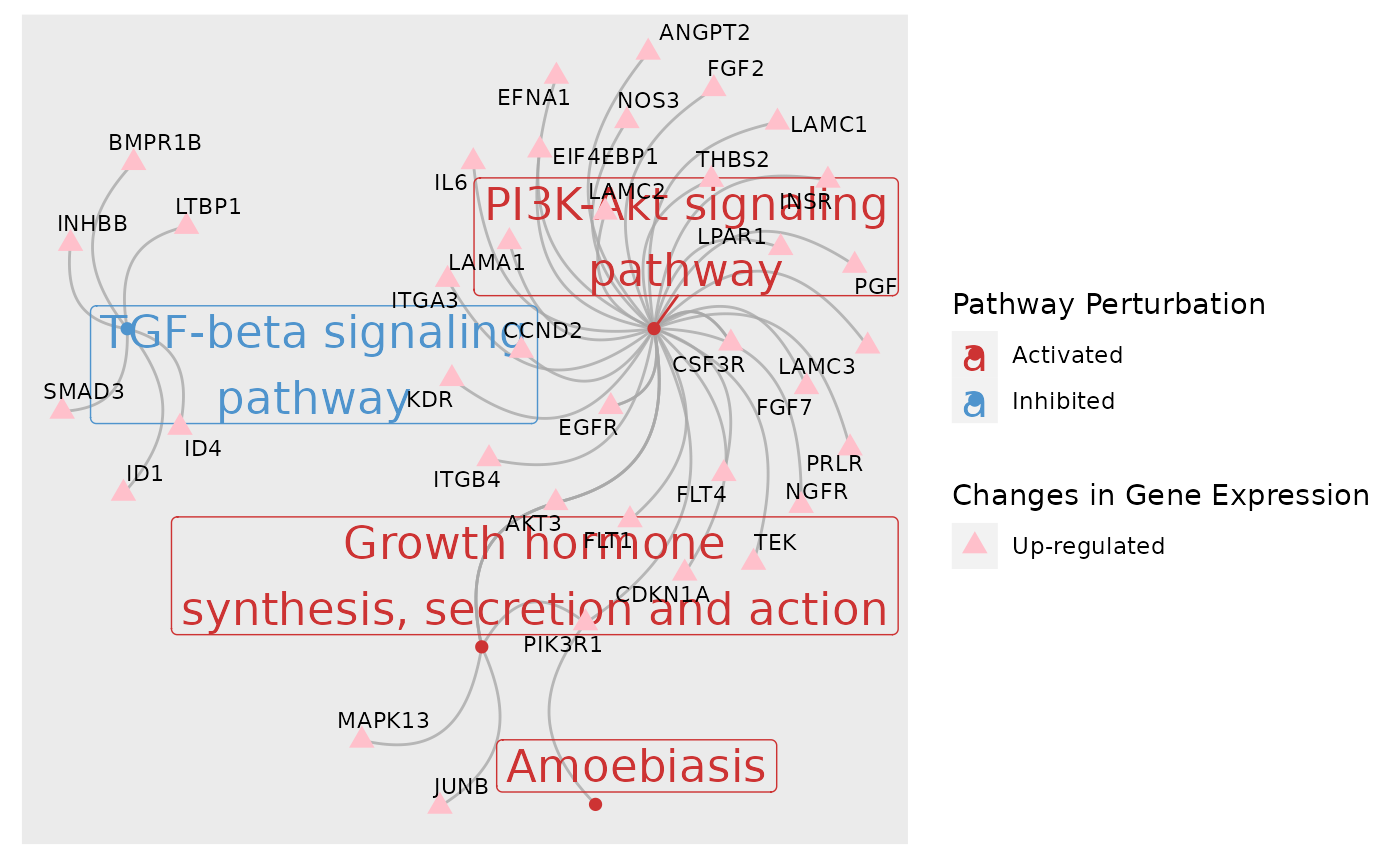 ANGPT2
FGF2
EFNA1
NOS3
LAMC1
BMPR1B
EIF4EBP1
THBS2
IL6
LAMC2
INSR
PI3K-Akt signaling
pathway
LTBP1
INHBB
LPAR1
LAMA1
PGF
ITGA3
TGF-beta signaling
pathway
CCND2
CSF3R
LAMC3
SMAD3
KDR
FGF7
EGFR
ID4
ID1
ITGB4
PRLR
FLT4
NGFR
AKT3
FLT1
TEK
Growth hormone
synthesis, secretion and action
CDKN1A
PIK3R1
MAPK13
JUNB
Amoebiasis
Pathway Perturbation
a Activated
a Inhibited
Changes in Gene Expression
Up-regulated